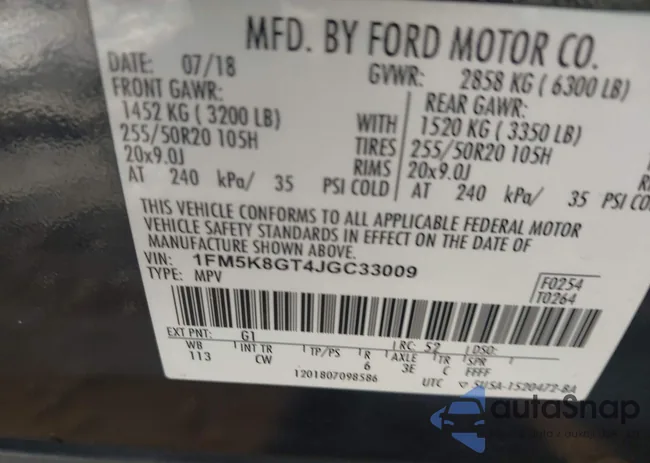 MFD. BY FORD MOTOR CO.
DATE: 07/18 GVWR: 2858 KG ( 6300 LB)
FRONT GAWR: REAR GAWR:
1452 KG ( 3200 LB) WITH 1520 KG ( 3350 LB)
255/50R20 105H TIRES 255/50R20 105H
20x9.0J RIMS 20x9.0J
AT 240 kPa/ 35 PSI COLD AT 240 kPa/ 35 PSI CO
THIS VEHICLE CONFORMS TO ALL APPLICABLE FEDERAL MOTOR
VEHICLE SAFETY STANDARDS IN EFFECT ON THE DATE OF
MANUFACTURE SHOWN ABOVE.
VIN: 1FM5K8GT4JGC33009
TYPE: MPV
F0254
T0264
EXT PNT: G1 RC: 52 DSO:
WB INT TR TP/PS R AXLE TR SPR
113 CW 6 3E C FFFF
1201807098586 UTC 5USA-1520472-BA
autoSnap